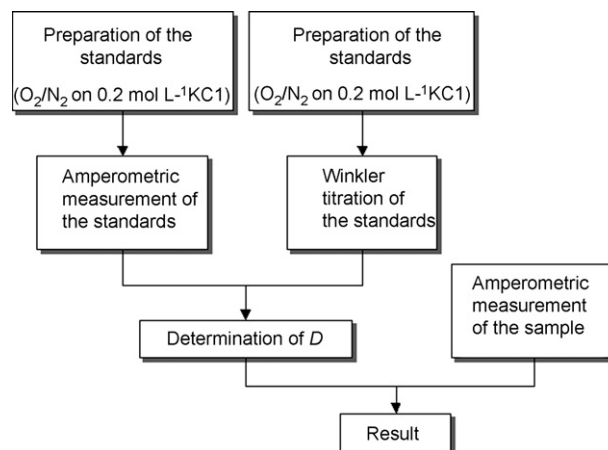 Preparation of the
standards
(O₂/N₂ on 0.2 mol L-¹KC1)
Preparation of the
standards
(O₂/N₂ on 0.2 mol L-¹KC1)
Amperometric
measurement of
the standards
Winkler
titration of
the standards
Amperometric
measurement
of the sample
Determination of D
Result